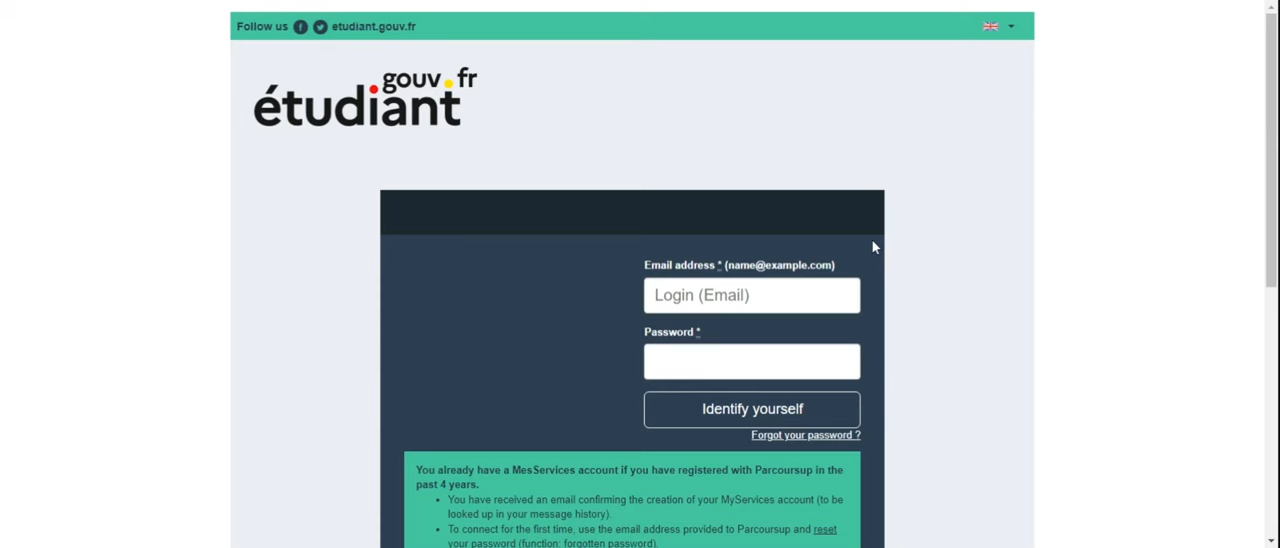 Follow us etudiant.gouv.fr
gouv.fr
étudiant
Email address * (name@example.com)
Login (Email)
Password *
Identify yourself
Forgot your password ?
You already have a MesServices account if you have registered with Parcoursup in the
past 4 years.
• You have received an email confirming the creation of your MyServices account (to be
looked up in your message history).
• To connect for the first time, use the email address provided to Parcoursup and reset
your password (function: forgotten password).